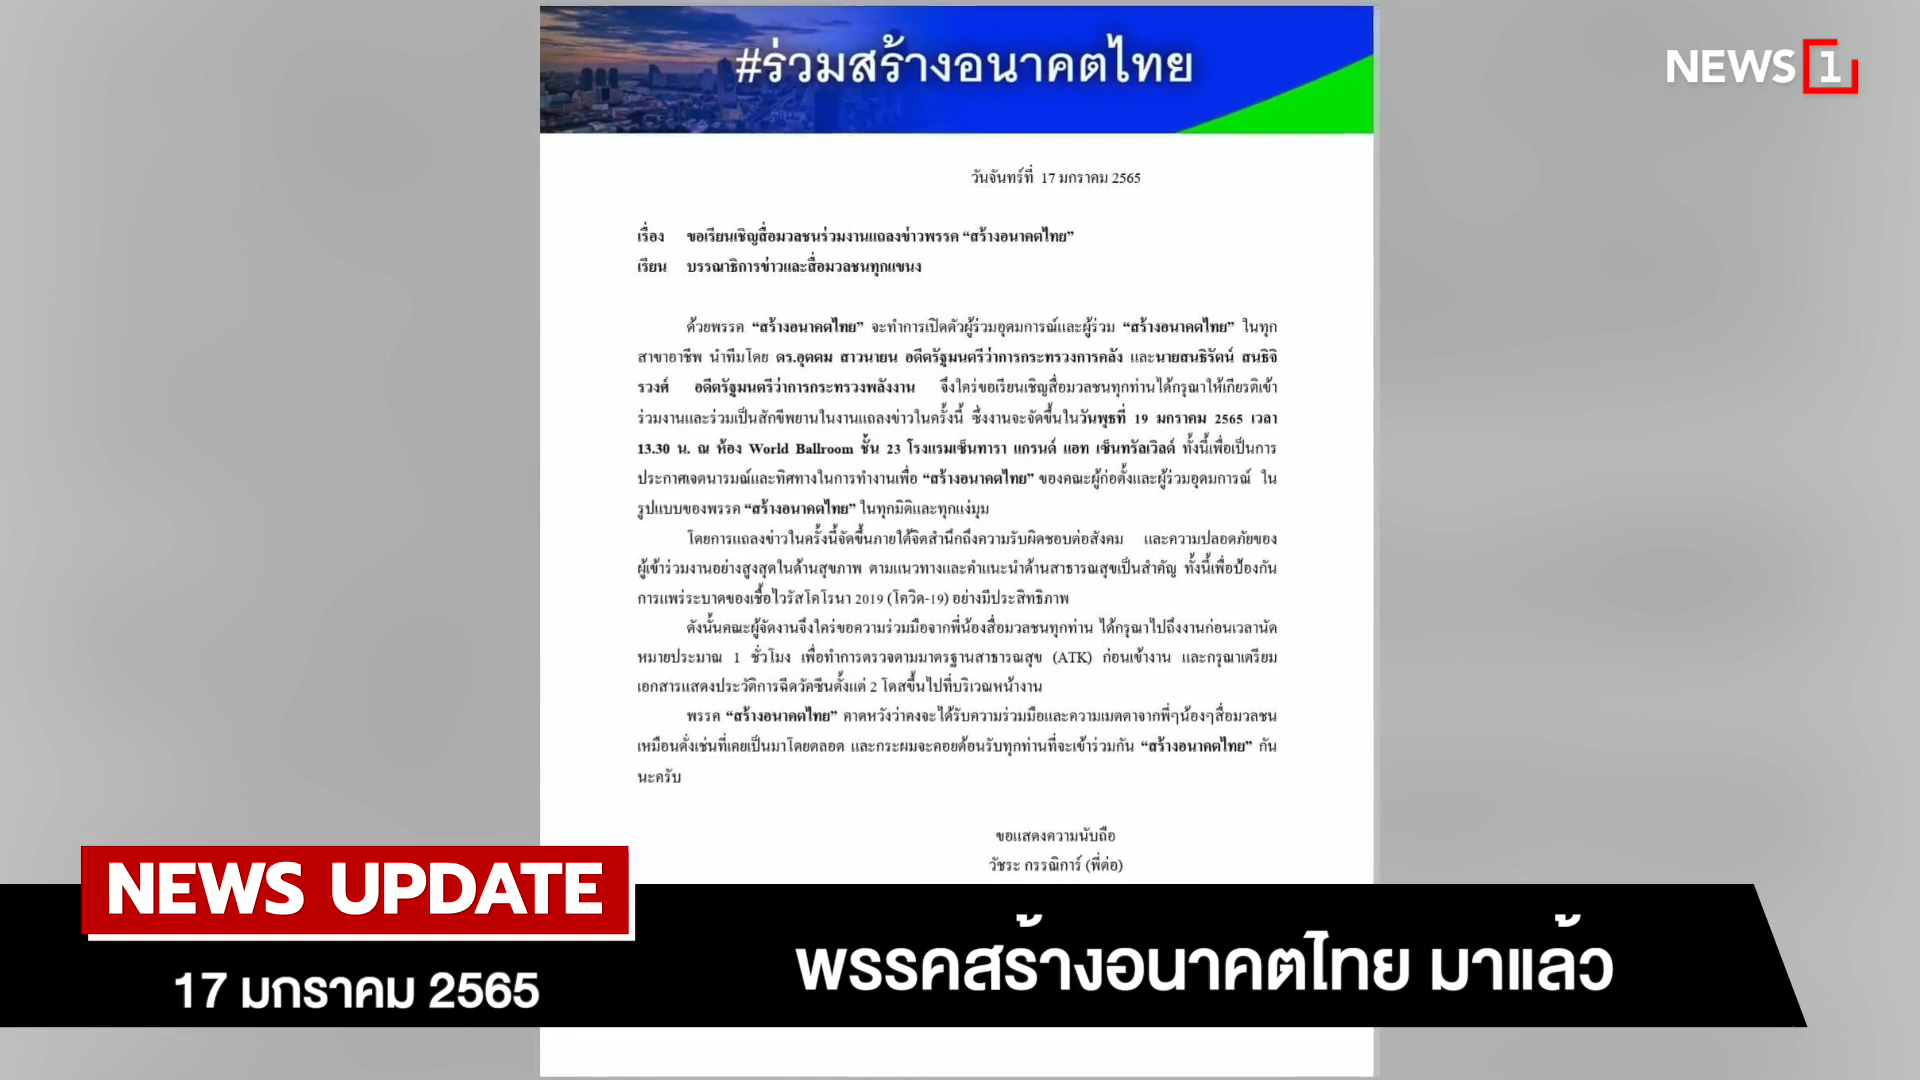 #ร่วมสร้างอนาคตไทย
NEWS 1
วันจันทร์ที่ 17 มกราคม 2565
เรื่อง ขอเรียนเชิญสื่อมวลชนร่วมงานแถลงข่าวพรรค “สร้างอนาคตไทย”
เรียน บรรณาธิการข่าวและสื่อมวลชนทุกแขนง
ด้วยพรรค “สร้างอนาคตไทย” จะทำการเปิดตัวผู้ร่วมอุดมการณ์และผู้ร่วม “สร้างอนาคตไทย” ในทุก
สาขาอาชีพ นำทีมโดย ดร.อุตตม สาวนายน อดีตรัฐมนตรีว่าการกระทรวงการคลัง และนายสนธิรัตน์ สนธิจิ
รวงศ์ อดีตรัฐมนตรีว่าการกระทรวงพลังงาน จึงใคร่ขอเรียนเชิญสื่อมวลชนทุกท่านได้กรุณาให้เกียรติเข้า
ร่วมงานและร่วมเป็นสักขีพยานในงานแถลงข่าวในครั้งนี้ ซึ่งงานจะจัดขึ้นในวันพุธที่ 19 มกราคม 2565 เวลา
13.30 น. ณ ห้อง World Ballroom ชั้น 23 โรงแรมเซ็นทารา แกรนด์ แอท เซ็นทรัลเวิลด์ ทั้งนี้เพื่อเป็นการ
ประกาศเจตนารมณ์และทิศทางในการทำงานเพื่อ “สร้างอนาคตไทย” ของคณะผู้ก่อตั้งและผู้ร่วมอุดมการณ์ ใน
รูปแบบของพรรค “สร้างอนาคตไทย” ในทุกมิติและทุกแง่มุม
โดยการแถลงข่าวในครั้งนี้จัดขึ้นภายใต้จิตสำนึกถึงความรับผิดชอบต่อสังคม และความปลอดภัยของ
ผู้เข้าร่วมงานอย่างสูงสุดในด้านสุขภาพ ตามแนวทางและคำแนะนำด้านสาธารณสุขเป็นสำคัญ ทั้งนี้เพื่อป้องกัน
การแพร่ระบาดของเชื้อไวรัสโคโรนา 2019 (โควิด-19) อย่างมีประสิทธิภาพ
ดังนั้นคณะผู้จัดงานจึงใคร่ขอความร่วมมือจากพี่น้องสื่อมวลชนทุกท่าน ได้กรุณาไปถึงงานก่อนเวลานัด
หมายประมาณ 1 ชั่วโมง เพื่อทำการตรวจตามมาตรฐานสาธารณสุข (ATK) ก่อนเข้างาน และกรุณาเตรียม
เอกสารแสดงประวัติการฉีดวัคซีนตั้งแต่ 2 โดสขึ้นไปที่บริเวณหน้างาน
พรรค “สร้างอนาคตไทย” คาดหวังว่าคงจะได้รับความร่วมมือและความเมตตาจากพี่ๆน้องๆสื่อมวลชน
เหมือนดั่งเช่นที่เคยเป็นมาโดยตลอด และกระผมจะคอยต้อนรับทุกท่านที่จะเข้าร่วมกัน “สร้างอนาคตไทย” กัน
นะครับ
ขอแสดงความนับถือ
วัชระ กรรณิการ์ (พี่ต่อ)
NEWS UPDATE
17 มกราคม 2565
พรรคสร้างอนาคตไทย มาแล้ว